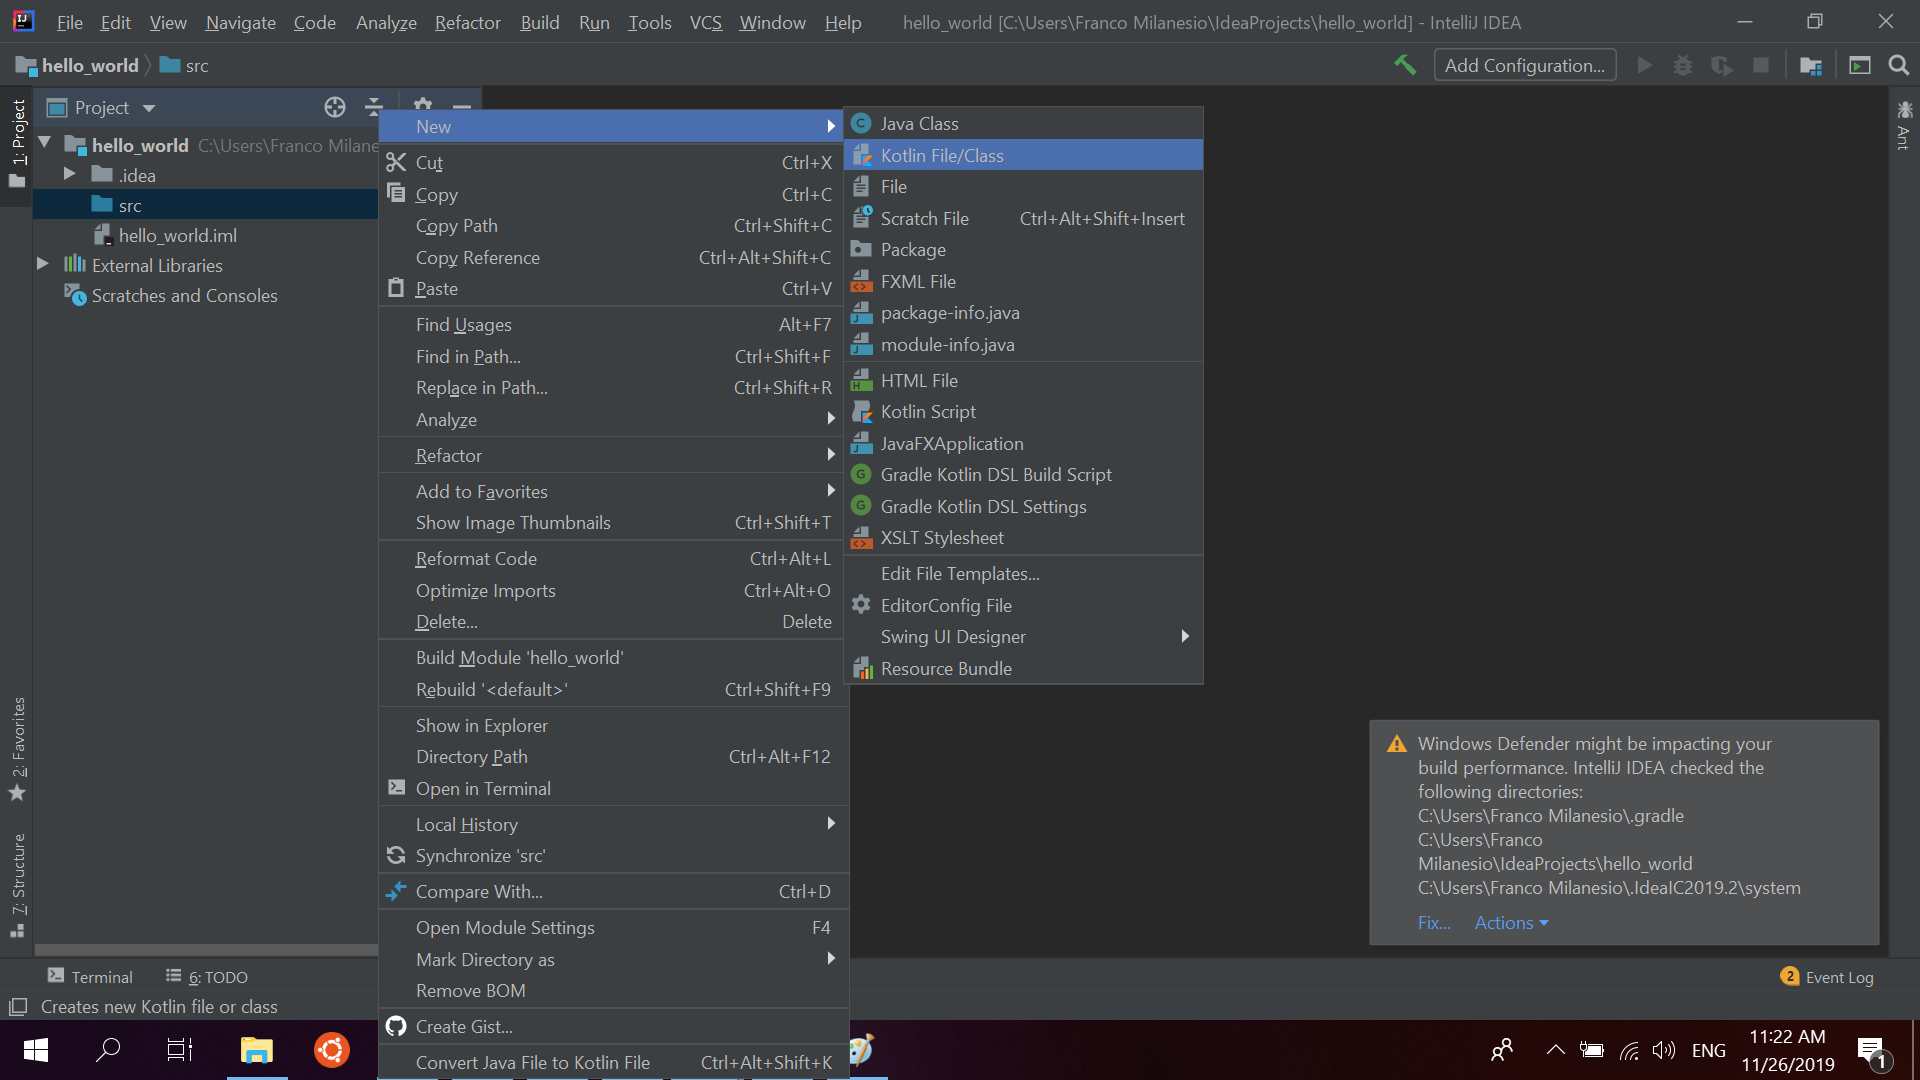 File Edit View Navigate Code Analyze Refactor Build Run Tools VCS Window Help hello_world [C:\Users\Franco Milanesio\IdeaProjects\hello_world] - IntelliJ IDEA
hello_world src
Add Configuration...
1: Project
2: Favorites
7: Structure
Project
hello_world C:\Users\Franco Milane
.idea
src
hello_world.iml
External Libraries
Scratches and Consoles
New
Cut Ctrl+X
Copy Ctrl+C
Copy Path Ctrl+Shift+C
Copy Reference Ctrl+Alt+Shift+C
Paste Ctrl+V
Find Usages Alt+F7
Find in Path... Ctrl+Shift+F
Replace in Path... Ctrl+Shift+R
Analyze
Refactor
Add to Favorites
Show Image Thumbnails Ctrl+Shift+T
Reformat Code Ctrl+Alt+L
Optimize Imports Ctrl+Alt+O
Delete... Delete
Build Module 'hello_world'
Rebuild '<default>' Ctrl+Shift+F9
Show in Explorer
Directory Path Ctrl+Alt+F12
Open in Terminal
Local History
Synchronize 'src'
Compare With... Ctrl+D
Open Module Settings F4
Mark Directory as
Remove BOM
Create Gist...
Convert Java File to Kotlin File Ctrl+Alt+Shift+K
Java Class
Kotlin File/Class
File
Scratch File Ctrl+Alt+Shift+Insert
Package
FXML File
package-info.java
module-info.java
HTML File
Kotlin Script
JavaFXApplication
Gradle Kotlin DSL Build Script
Gradle Kotlin DSL Settings
XSLT Stylesheet
Edit File Templates...
EditorConfig File
Swing UI Designer
Resource Bundle
Ant
Windows Defender might be impacting your
build performance. IntelliJ IDEA checked the
following directories:
C:\Users\Franco Milanesio\.gradle
C:\Users\Franco
Milanesio\IdeaProjects\hello_world
C:\Users\Franco Milanesio\.IdeaIC2019.2\system
Fix... Actions
Terminal 6: TODO
2 Event Log
Creates new Kotlin file or class
ENG
11:22 AM
11/26/2019
1